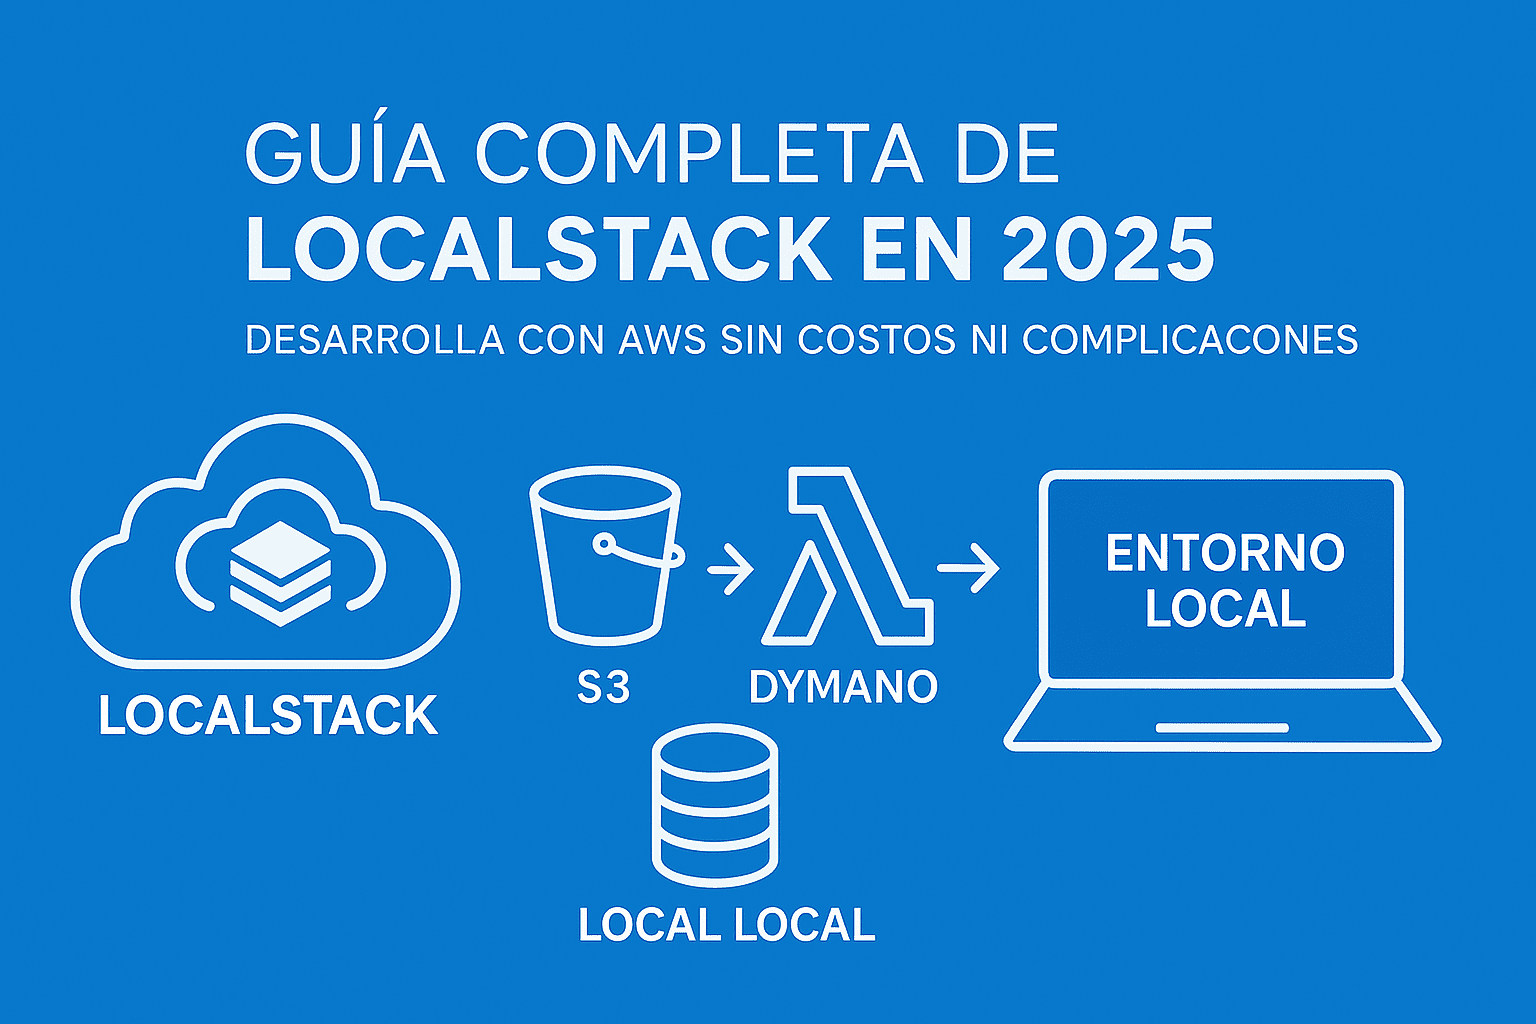 GUÍA COMPLETA DE
LOCALSTACK EN 2025
DESARROLLA CON AWS SIN COSTOS NI COMPLICACONES
LOCALSTACK
S3
DYMANO
ENTORNO
LOCAL
LOCAL LOCAL